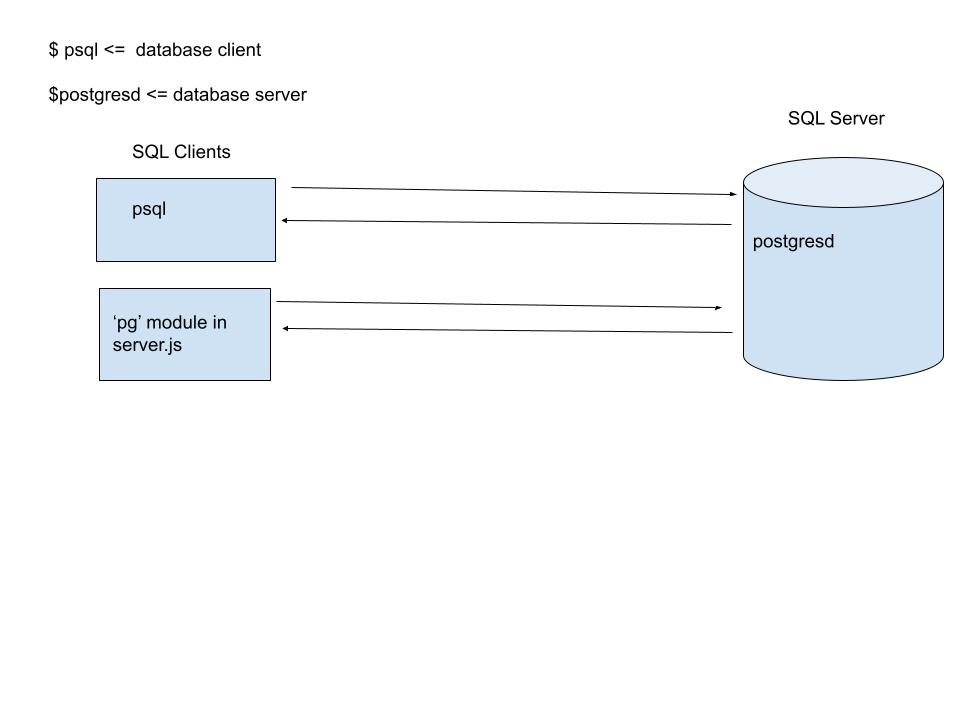 $ psql <=  database client
$postgresd <= database server
SQL Server
SQL Clients
psql
postgresd
‘pg’ module in
server.js